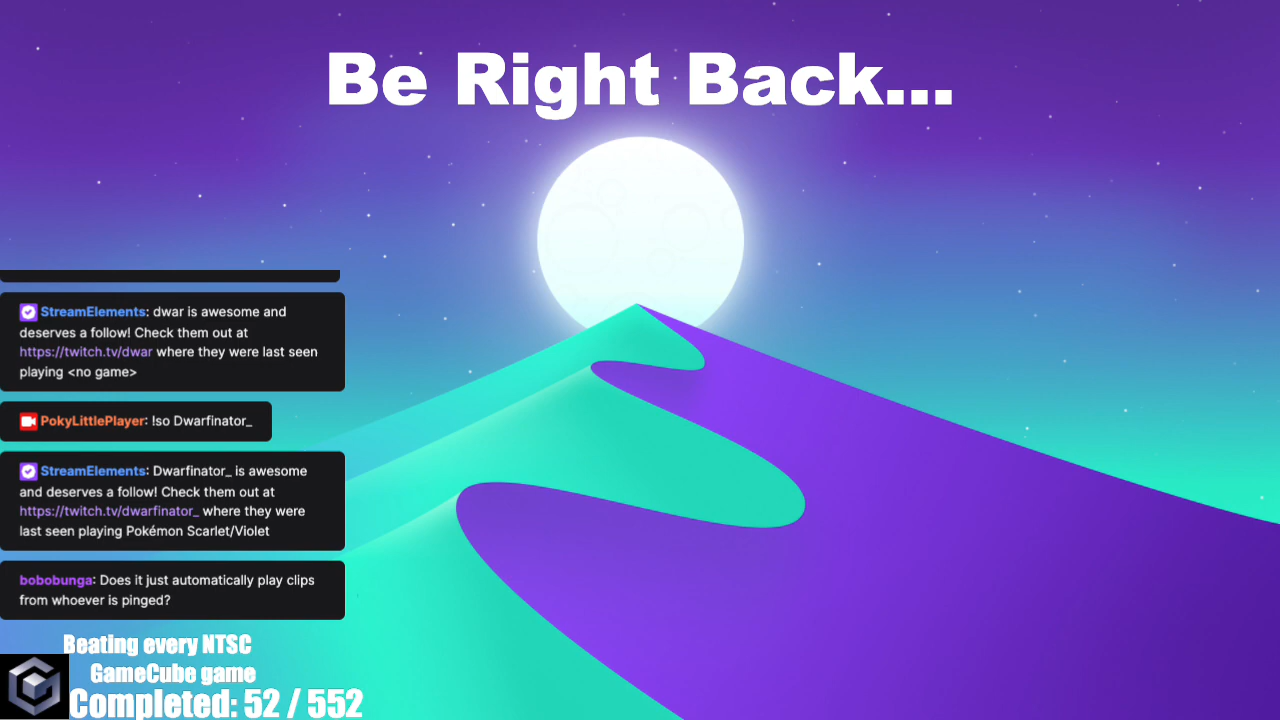 Be Right Back...
StreamElements: dwar is awesome and
deserves a follow! Check them out at
https://twitch.tv/dwar where they were last seen
playing <no game>
PokyLittlePlayer: !so Dwarfinator_
StreamElements: Dwarfinator_ is awesome
and deserves a follow! Check them out at
https://twitch.tv/dwarfinator_ where they were
last seen playing Pokémon Scarlet/Violet
bobobunga: Does it just automatically play clips
from whoever is pinged?
Beating every NTSC
GameCube game
Completed: 52 / 552